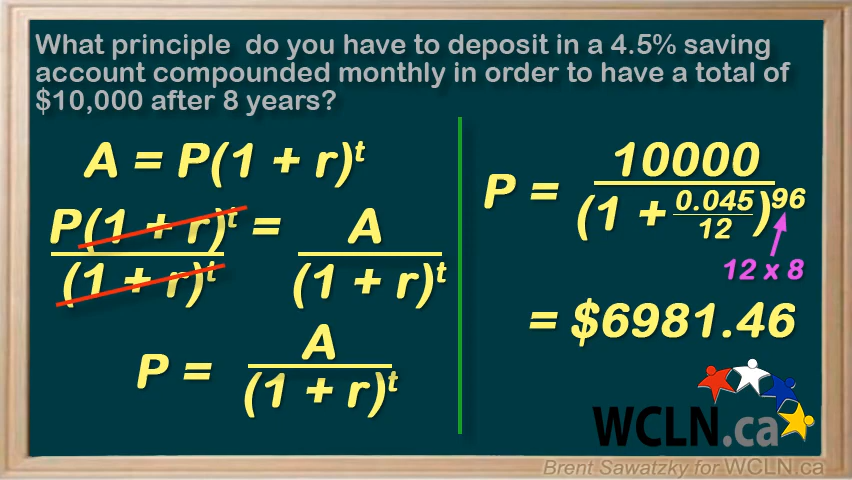 What principle do you have to deposit in a 4.5% saving
account compounded monthly in order to have a total of
$10,000 after 8 years?
A = P(1 + r)ᵗ
P(1 + r)ᵗ / (1 + r)ᵗ = A / (1 + r)ᵗ
P = A / (1 + r)ᵗ
P = 10000 / (1 + 0.045/12)⁹⁶
12 x 8
= $6981.46
WCLN.ca
Brent Sawatzky for WCLN.ca